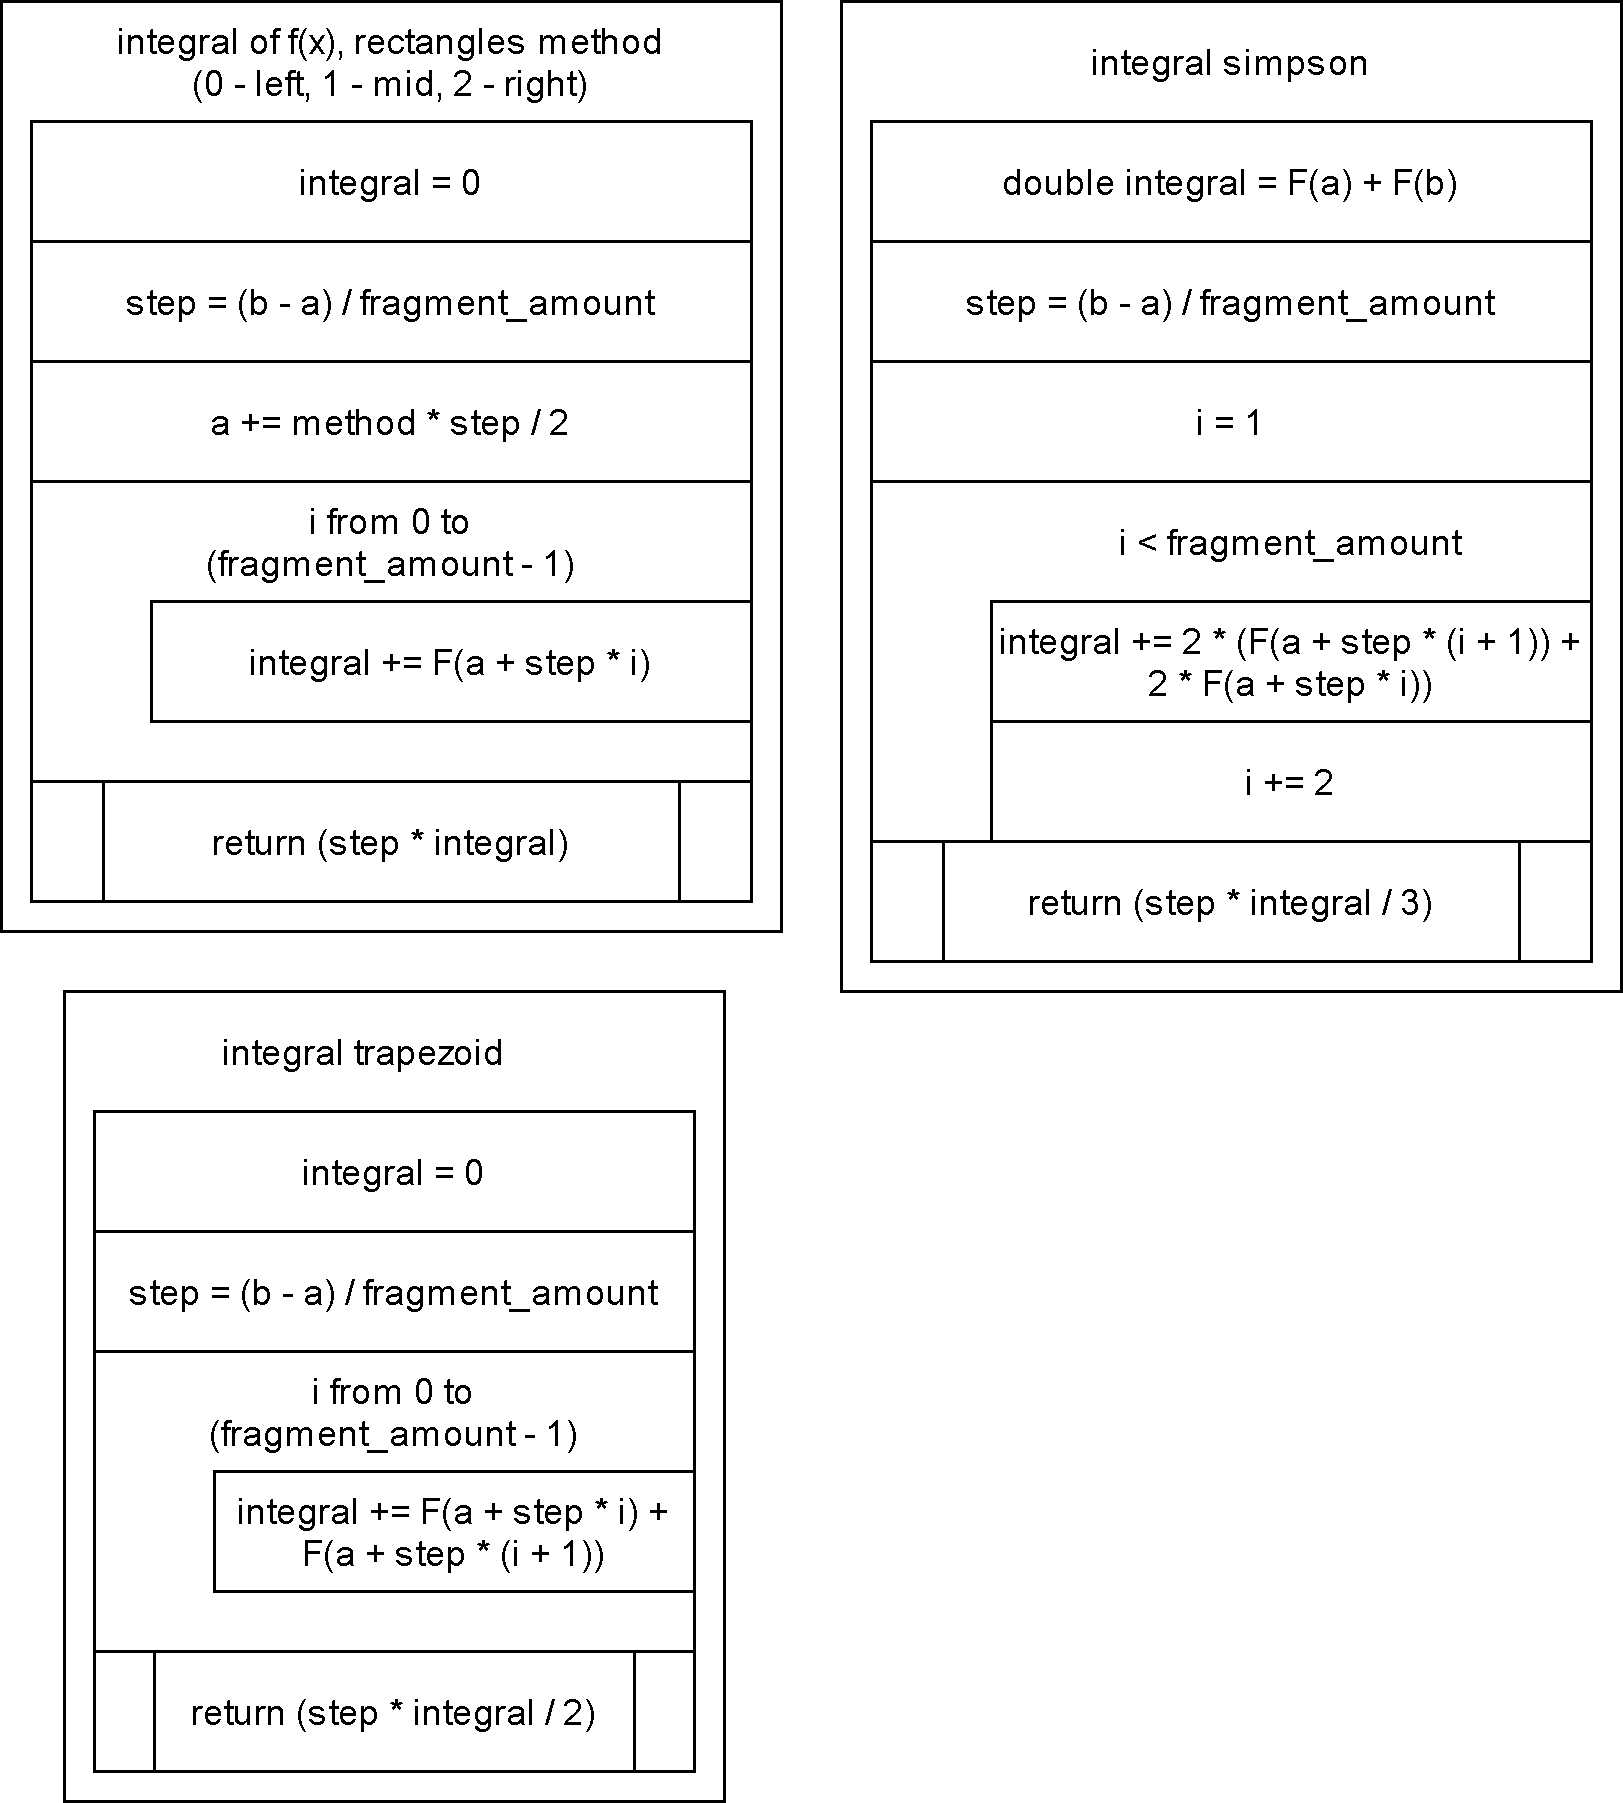 integral of f(x), rectangles method
(0 - left, 1 - mid, 2 - right)
integral = 0
step = (b - a) / fragment_amount
a += method * step / 2
i from 0 to
(fragment_amount - 1)
integral += F(a + step * i)
return (step * integral)
integral simpson
double integral = F(a) + F(b)
step = (b - a) / fragment_amount
i = 1
i < fragment_amount
integral += 2 * (F(a + step * (i + 1)) +
2 * F(a + step * i))
i += 2
return (step * integral / 3)
integral trapezoid
integral = 0
step = (b - a) / fragment_amount
i from 0 to
(fragment_amount - 1)
integral += F(a + step * i) +
F(a + step * (i + 1))
return (step * integral / 2)